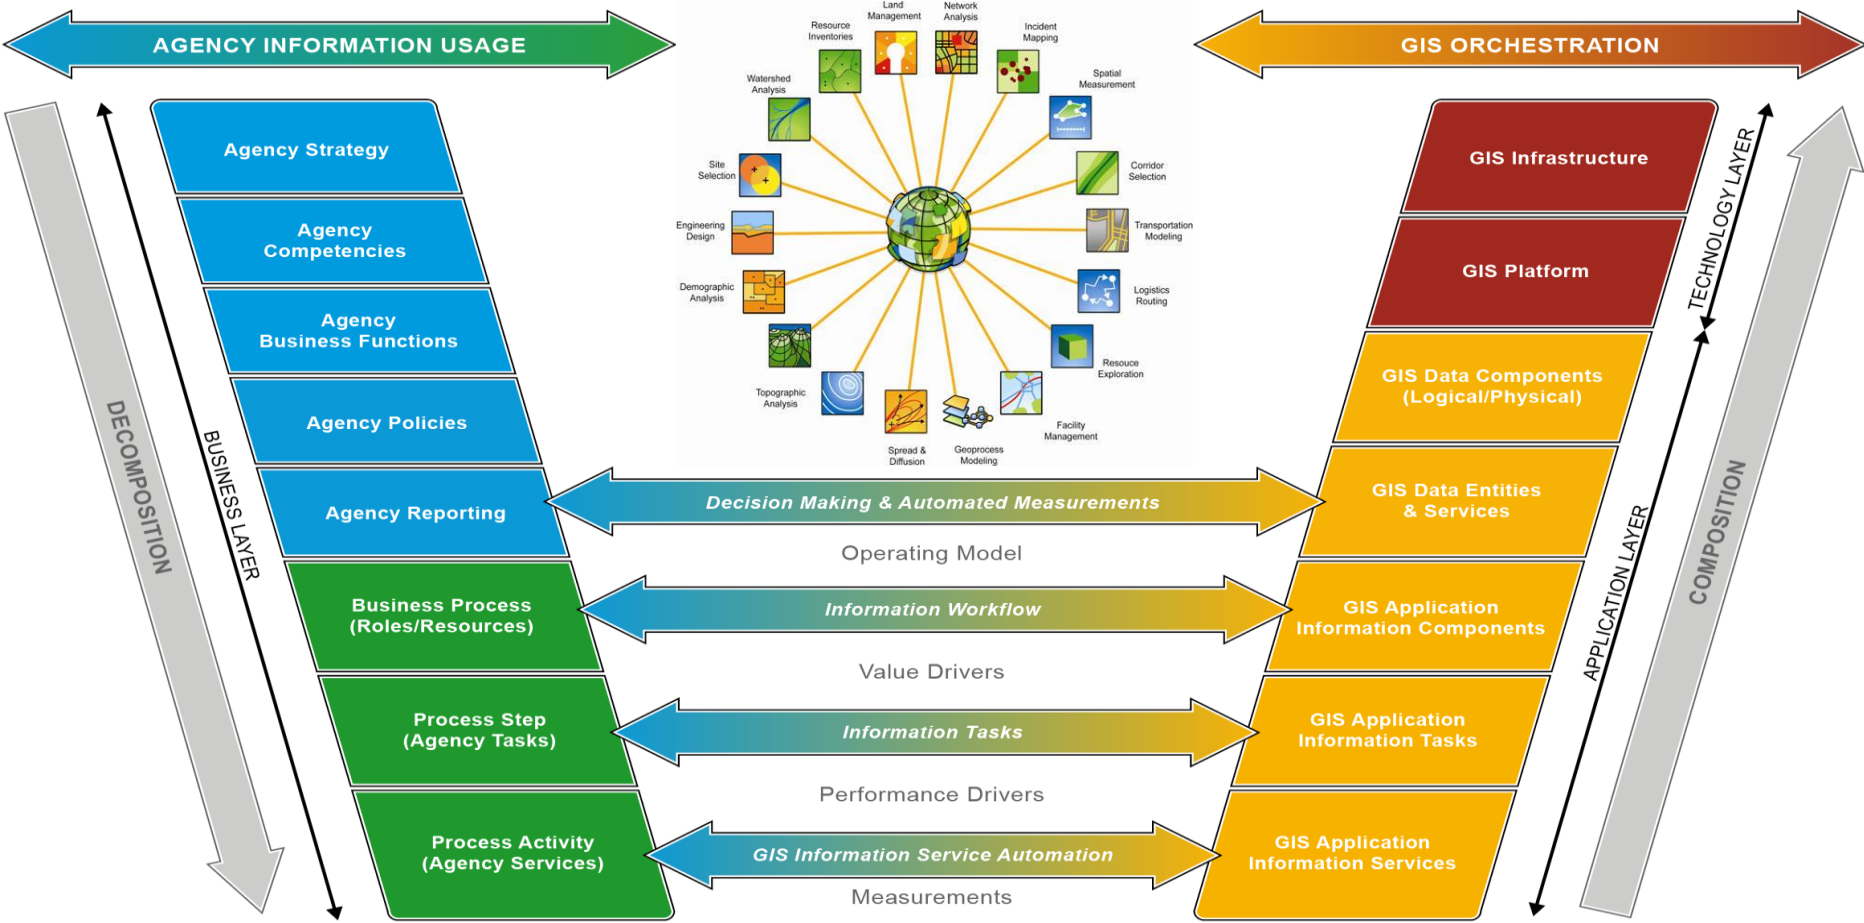 AGENCY INFORMATION USAGE
GIS ORCHESTRATION
Land
Management
Network
Analysis
Resource
Inventories
Incident
Mapping
Watershed
Analysis
Spatial
Measurement
Site
Selection
Corridor
Selection
Engineering
Design
Transportation
Modeling
Demographic
Analysis
Logistics
Routing
Resouce
Exploration
Topographic
Analysis
Facility
Management
Spread &
Diffusion
Geoprocess
Modeling
DECOMPOSITION
BUSINESS LAYER
Agency Strategy
Agency
Competencies
Agency
Business Functions
Agency Policies
Agency Reporting
Business Process
(Roles/Resources)
Process Step
(Agency Tasks)
Process Activity
(Agency Services)
Decision Making & Automated Measurements
Operating Model
Information Workflow
Value Drivers
Information Tasks
Performance Drivers
GIS Information Service Automation
Measurements
GIS Infrastructure
GIS Platform
GIS Data Components
(Logical/Physical)
GIS Data Entities
& Services
GIS Application
Information Components
GIS Application
Information Tasks
GIS Application
Information Services
TECHNOLOGY LAYER
APPLICATION LAYER
COMPOSITION